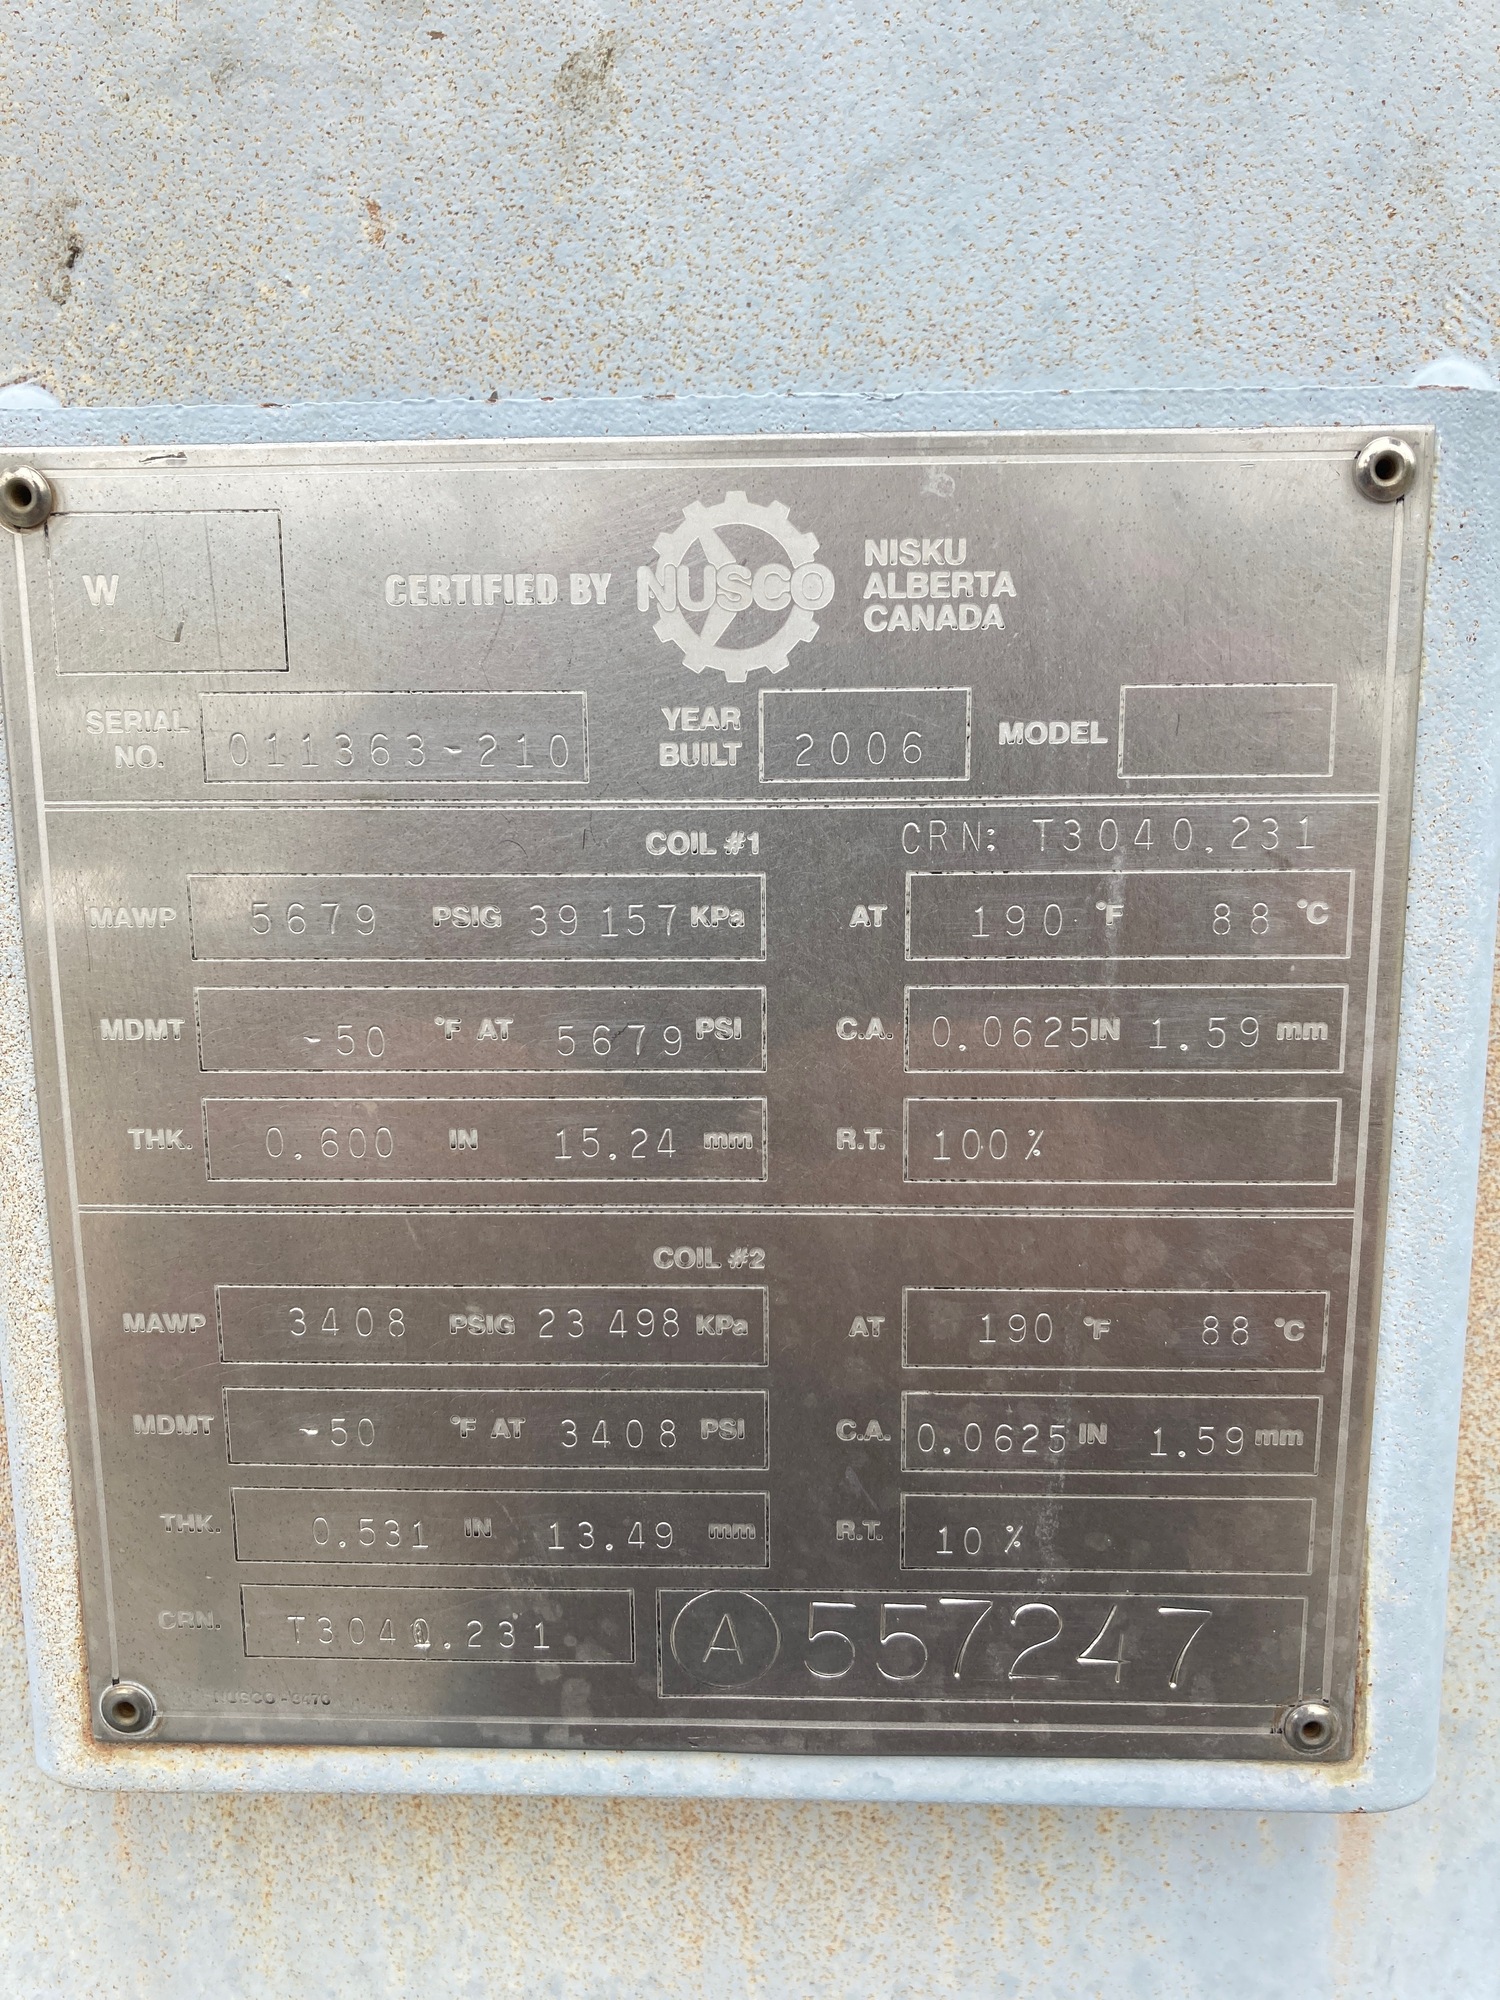 W
CERTIFIED BY NUSCO
NISKU
ALBERTA
CANADA
SERIAL NO. 011363-210 YEAR BUILT 2006 MODEL
COIL #1 CRN: T3040.231
MAWP 5679 PSIG 39 157 KPa AT 190 °F 88 °C
MDMT -50 °F AT 5679 PSI C.A. 0.0625 IN 1.59 mm
THK. 0.600 IN 15.24 mm R.T. 100%
COIL #2
MAWP 3408 PSIG 23 498 KPa AT 190 °F 88 °C
MDMT -50 °F AT 3408 PSI C.A. 0.0625 IN 1.59 mm
THK. 0.531 IN 13.49 mm R.T. 10%
CRN. T3040.231 A 557247